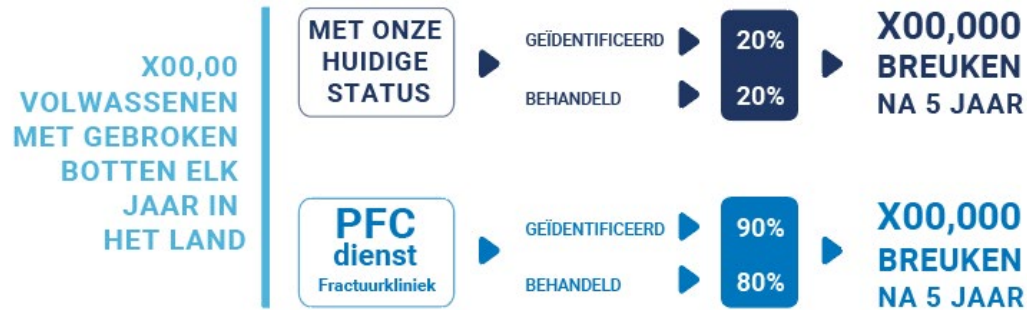 X00,00
VOLWASSENEN
MET GEBROKEN
BOTTEN ELK
JAAR IN
HET LAND
MET ONZE
HUIDIGE
STATUS
GEÏDENTIFICEERD
20%
BEHANDELD
20%
X00,000
BREUKEN
NA 5 JAAR
PFC
dienst
Fractuurkliniek
GEÏDENTIFICEERD
90%
BEHANDELD
80%
X00,000
BREUKEN
NA 5 JAAR